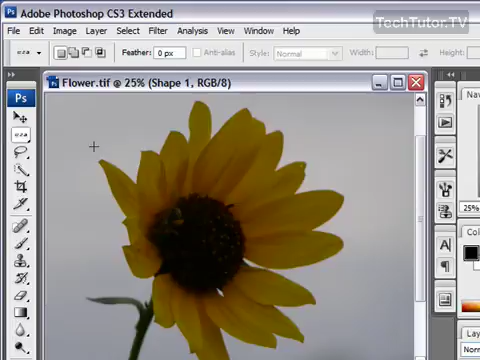 Adobe Photoshop CS3 Extended
TechTutor.TV
File Edit Image Layer Select Filter Analysis View Window Help
Feather: 0 px Anti-alias Style: Normal Width: Height:
Flower.tif @ 25% (Shape 1, RGB/8)
Ps
Nav
25%
Col
Norm